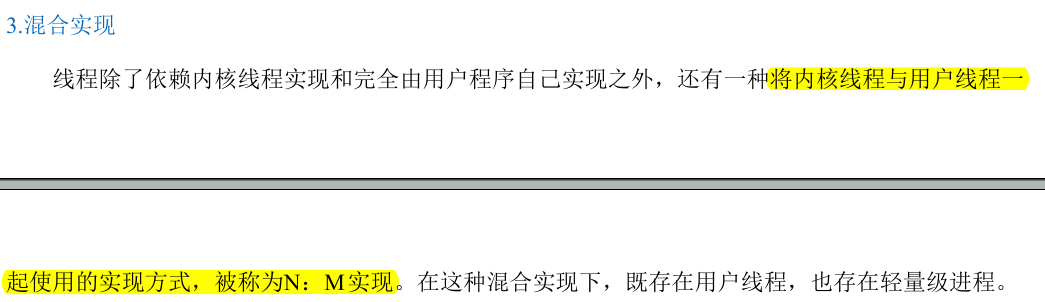 3.混合实现
线程除了依赖内核线程实现和完全由用户程序自己实现之外，还有一种将内核线程与用户线程一
起使用的实现方式，被称为N：M实现。在这种混合实现下，既存在用户线程，也存在轻量级进程。